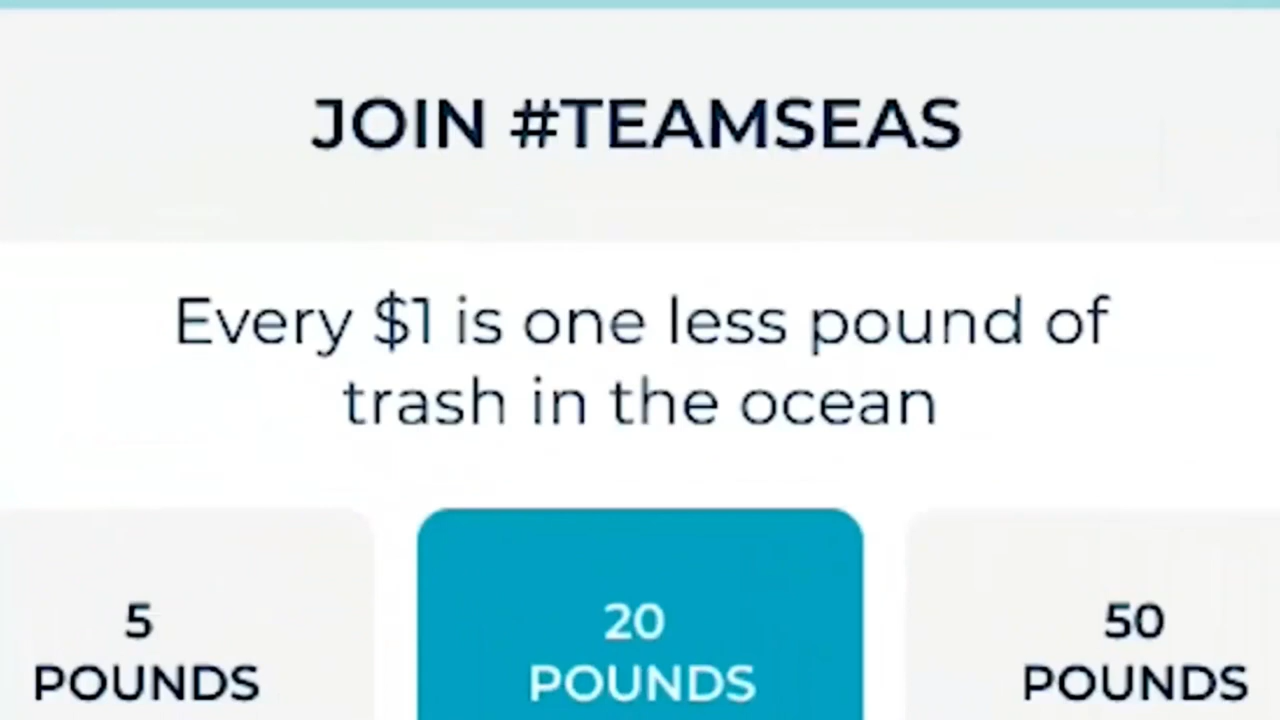 JOIN #TEAMSEAS
Every $1 is one less pound of
trash in the ocean
5
POUNDS
20
POUNDS
50
POUNDS